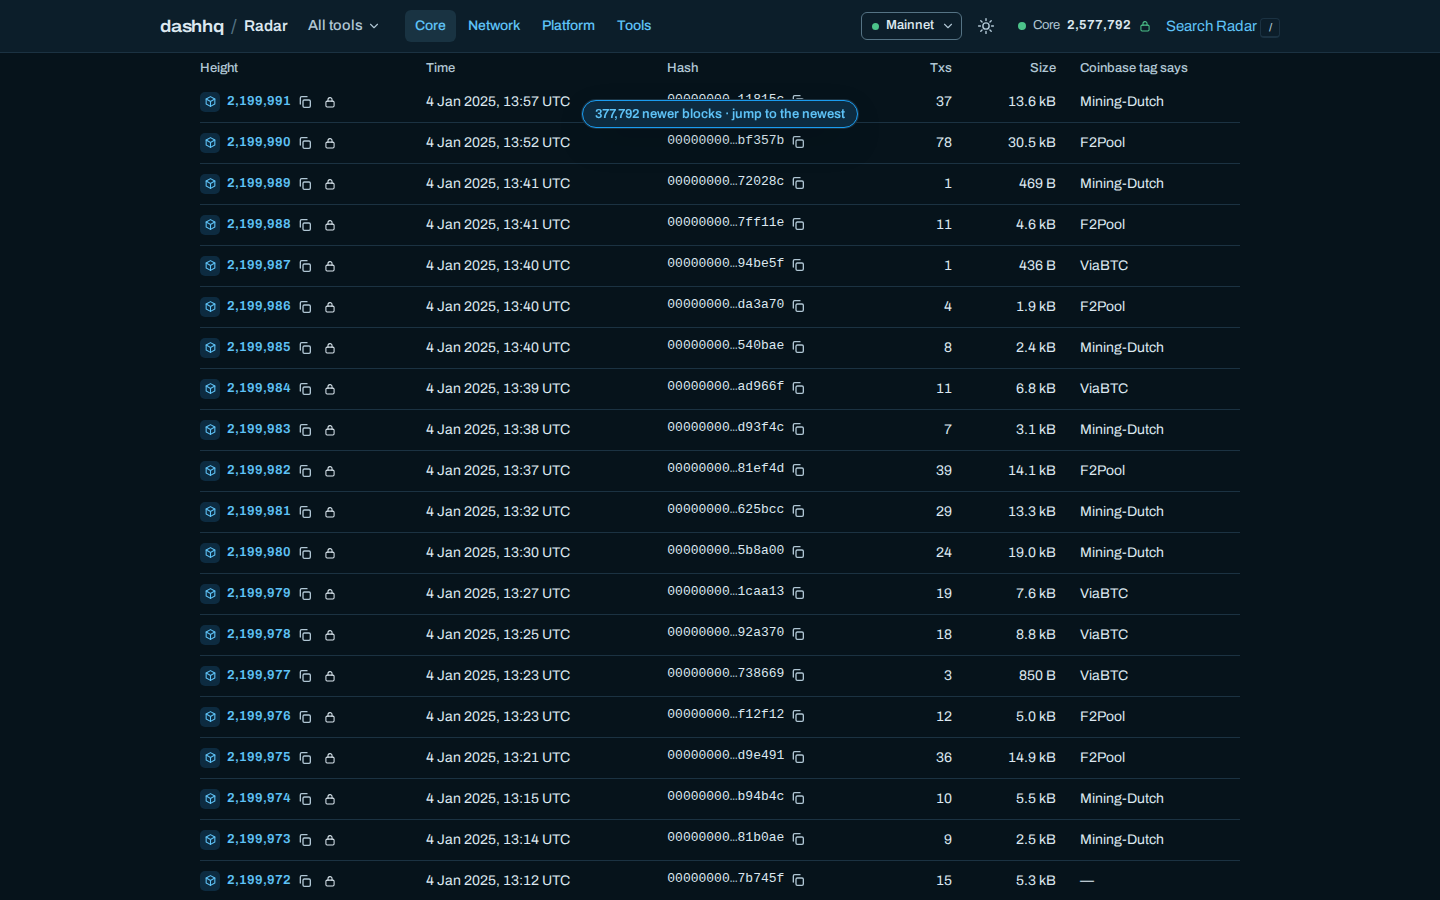 dashhq / Radar All tools Core Network Platform Tools Mainnet Core 2,577,792 Search Radar /
Height Time Hash Txs Size Coinbase tag says
2,199,991 4 Jan 2025, 13:57 UTC 00000000…11815c 37 13.6 kB Mining-Dutch
377,792 newer blocks · jump to the newest
2,199,990 4 Jan 2025, 13:52 UTC 00000000…bf357b 78 30.5 kB F2Pool
2,199,989 4 Jan 2025, 13:41 UTC 00000000…72028c 1 469 B Mining-Dutch
2,199,988 4 Jan 2025, 13:41 UTC 00000000…7ff11e 11 4.6 kB F2Pool
2,199,987 4 Jan 2025, 13:40 UTC 00000000…94be5f 1 436 B ViaBTC
2,199,986 4 Jan 2025, 13:40 UTC 00000000…da3a70 4 1.9 kB F2Pool
2,199,985 4 Jan 2025, 13:40 UTC 00000000…540bae 8 2.4 kB Mining-Dutch
2,199,984 4 Jan 2025, 13:39 UTC 00000000…ad966f 11 6.8 kB ViaBTC
2,199,983 4 Jan 2025, 13:38 UTC 00000000…d93f4c 7 3.1 kB Mining-Dutch
2,199,982 4 Jan 2025, 13:37 UTC 00000000…81ef4d 39 14.1 kB F2Pool
2,199,981 4 Jan 2025, 13:32 UTC 00000000…625bcc 29 13.3 kB Mining-Dutch
2,199,980 4 Jan 2025, 13:30 UTC 00000000…5b8a00 24 19.0 kB Mining-Dutch
2,199,979 4 Jan 2025, 13:27 UTC 00000000…1caa13 19 7.6 kB ViaBTC
2,199,978 4 Jan 2025, 13:25 UTC 00000000…92a370 18 8.8 kB ViaBTC
2,199,977 4 Jan 2025, 13:23 UTC 00000000…738669 3 850 B ViaBTC
2,199,976 4 Jan 2025, 13:23 UTC 00000000…f12f12 12 5.0 kB F2Pool
2,199,975 4 Jan 2025, 13:21 UTC 00000000…d9e491 36 14.9 kB F2Pool
2,199,974 4 Jan 2025, 13:15 UTC 00000000…b94b4c 10 5.5 kB Mining-Dutch
2,199,973 4 Jan 2025, 13:14 UTC 00000000…81b0ae 9 2.5 kB Mining-Dutch
2,199,972 4 Jan 2025, 13:12 UTC 00000000…7b745f 15 5.3 kB —